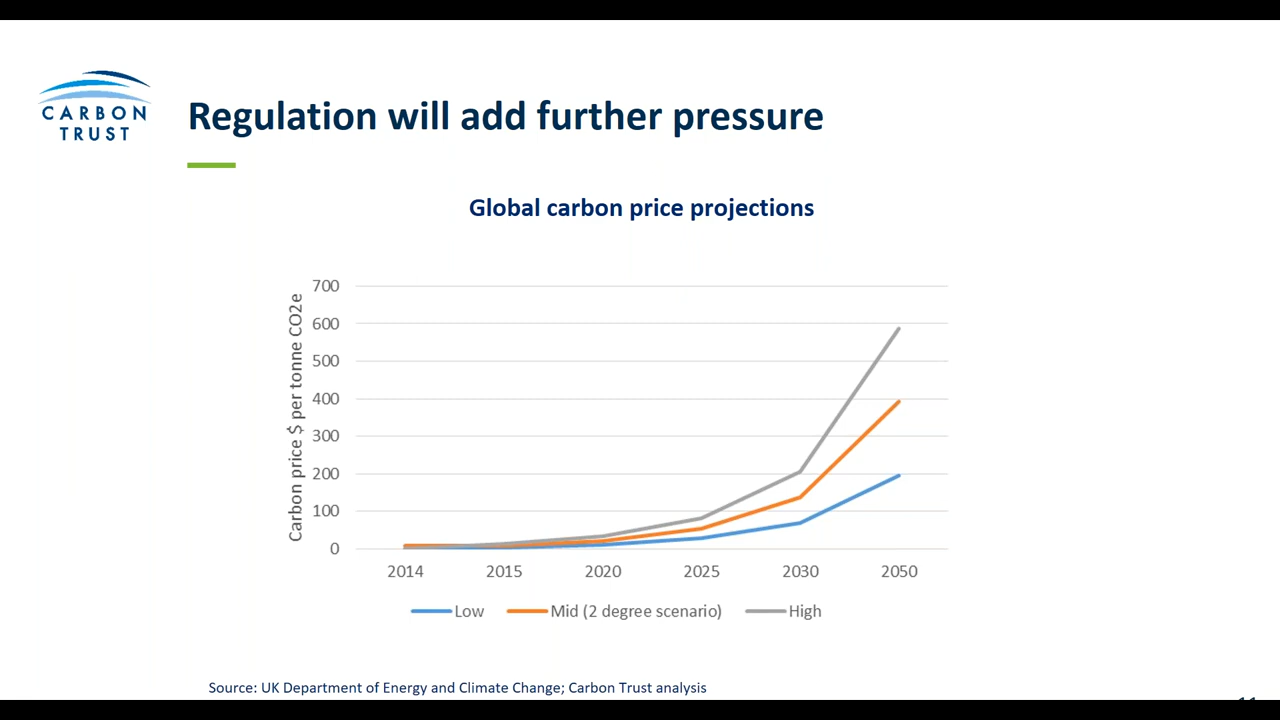 CARBON
TRUST
Regulation will add further pressure
Global carbon price projections
Carbon price $ per tonne CO2e
700
600
500
400
300
200
100
0
2014 2015 2020 2025 2030 2050
Low Mid (2 degree scenario) High
Source: UK Department of Energy and Climate Change; Carbon Trust analysis